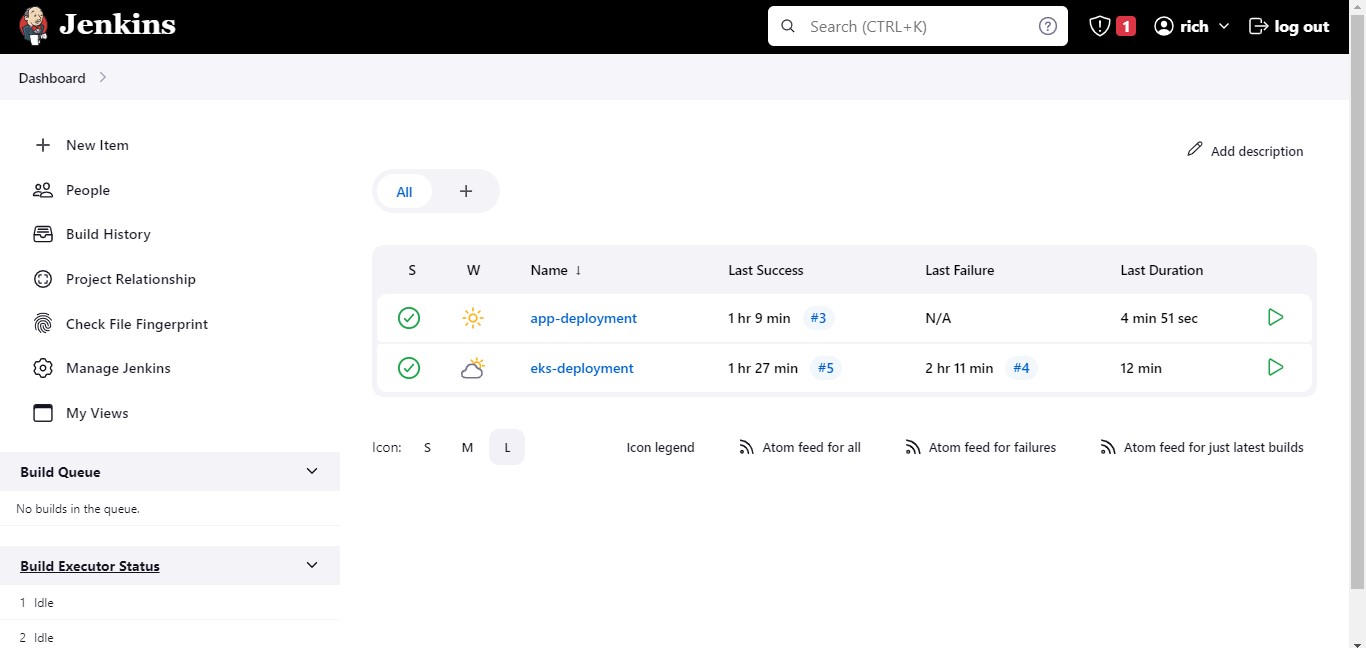 Jenkins
Search (CTRL+K)
1
rich
log out
Dashboard
New Item
People
Build History
Project Relationship
Check File Fingerprint
Manage Jenkins
My Views
Build Queue
No builds in the queue.
Build Executor Status
1 Idle
2 Idle
Add description
All +
S W Name ↓ Last Success Last Failure Last Duration
app-deployment 1 hr 9 min #3 N/A 4 min 51 sec
eks-deployment 1 hr 27 min #5 2 hr 11 min #4 12 min
Icon: S M L Icon legend Atom feed for all Atom feed for failures Atom feed for just latest builds